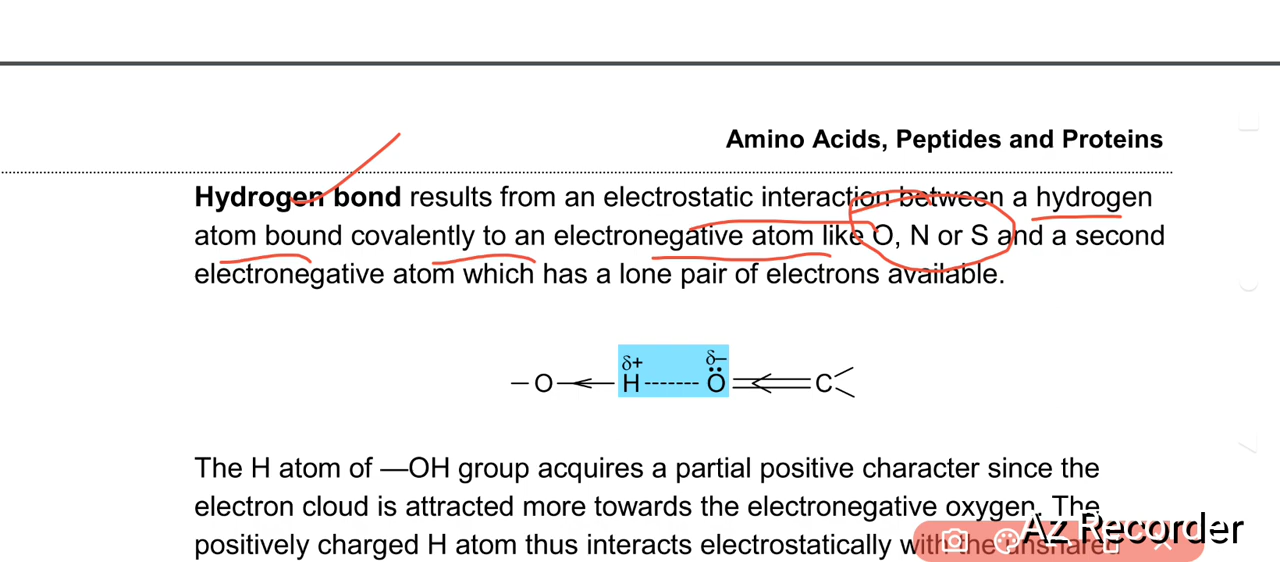 Amino Acids, Peptides and Proteins
Hydrogen bond results from an electrostatic interaction between a hydrogen
atom bound covalently to an electronegative atom like O, N or S and a second
electronegative atom which has a lone pair of electrons available.
δ+ δ–
–O H ------- O C
The H atom of —OH group acquires a partial positive character since the
electron cloud is attracted more towards the electronegative oxygen. The
positively charged H atom thus interacts electrostatically with the unshared
Az Recorder